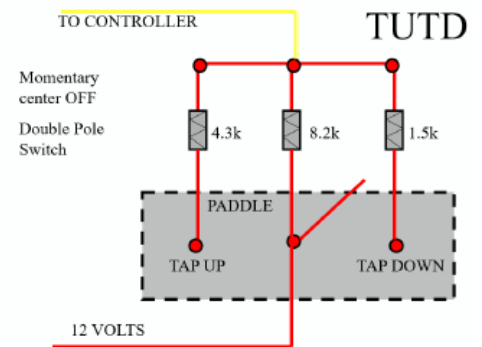 TO CONTROLLER
TUTD
Momentary
center OFF
Double Pole
Switch
4.3k
8.2k
1.5k
PADDLE
TAP UP
TAP DOWN
12 VOLTS